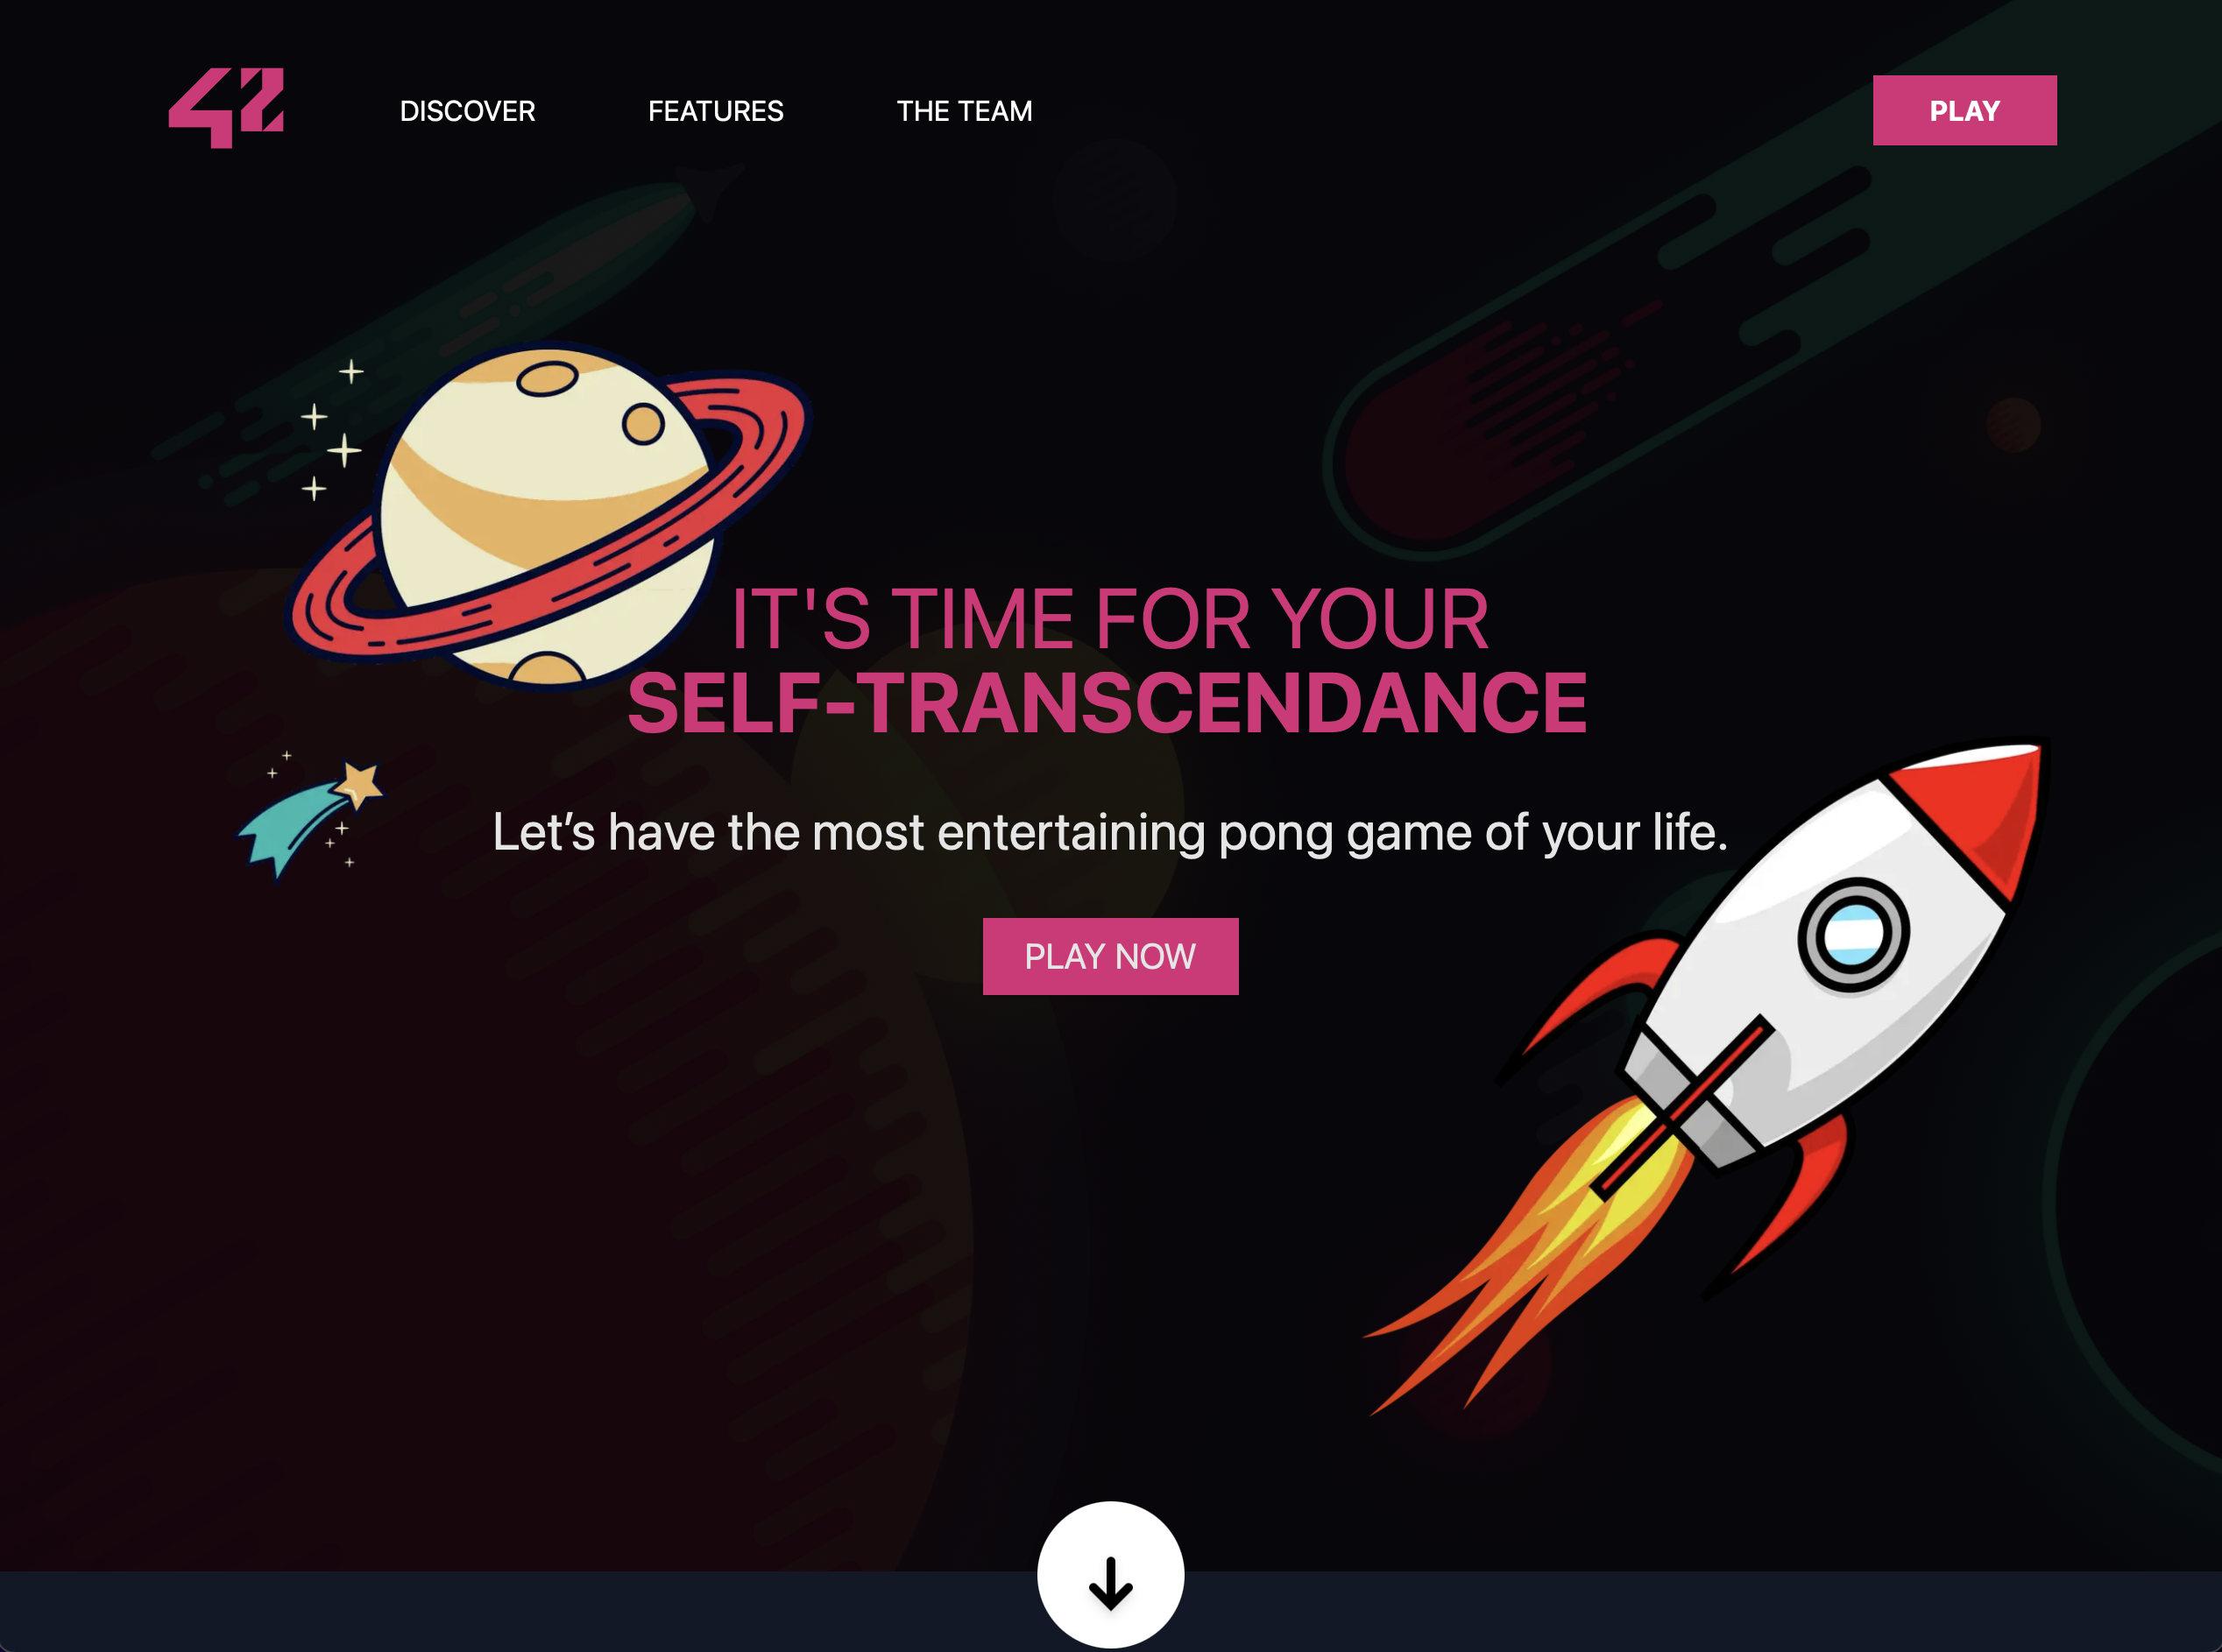 42
DISCOVER
FEATURES
THE TEAM
PLAY
IT'S TIME FOR YOUR
SELF-TRANSCENDANCE
Let’s have the most entertaining pong game of your life.
PLAY NOW